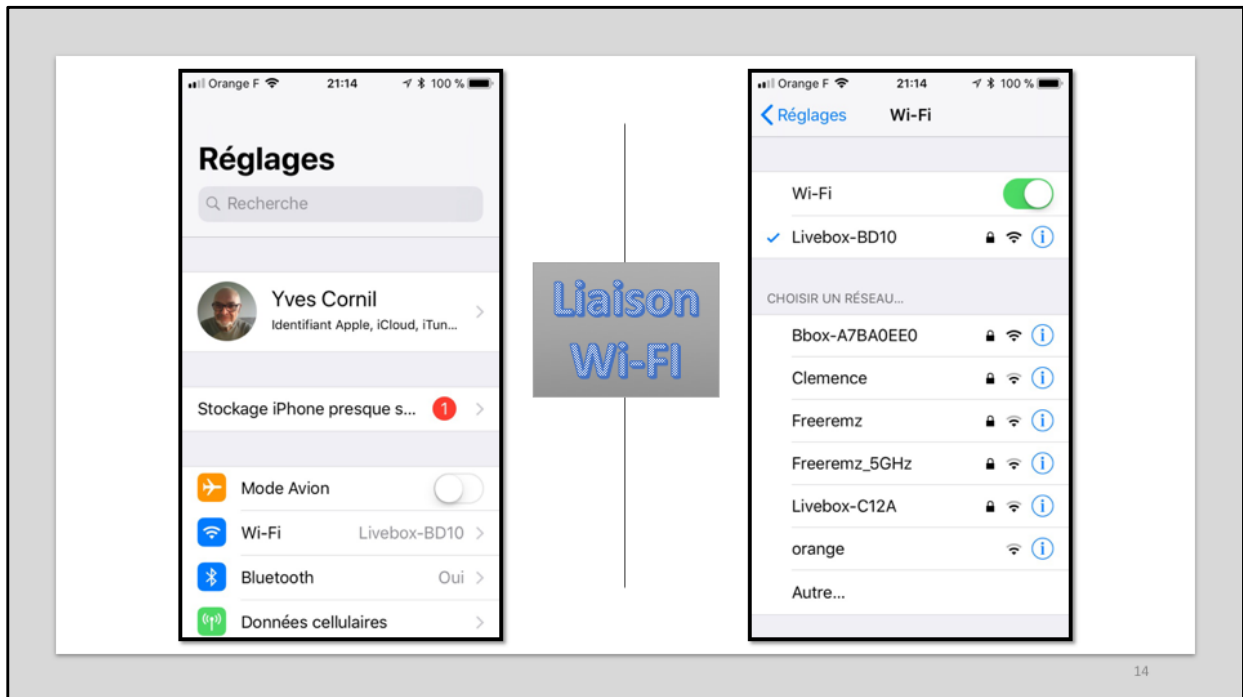 Orange F 21:14 100 %
Réglages
Recherche
Yves Cornil
Identifiant Apple, iCloud, iTun...
Stockage iPhone presque s... 1
Mode Avion
Wi-Fi Livebox-BD10
Bluetooth Oui
Données cellulaires
Liaison
Wi-FI
Orange F 21:14 100 %
Réglages Wi-Fi
Wi-Fi
Livebox-BD10
CHOISIR UN RÉSEAU...
Bbox-A7BA0EE0
Clemence
Freeremz
Freeremz_5GHz
Livebox-C12A
orange
Autre...
14